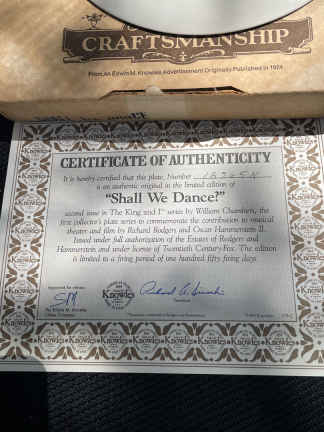 CRAFTSMANSHIP
From An Edwin M. Knowles Advertisement Originally Published in 1924.
CERTIFICATE OF AUTHENTICITY
It is hereby certified that this plate, Number
is an authentic original in the limited edition of
"Shall We Dance?"
second issue in The King and I™ series by William Chambers, the
first collector's plate series to commemorate the contribution to musical
theater and film by Richard Rodgers and Oscar Hammerstein II.
Issued under full authorization of the Estates of Rodgers and
Hammerstein and under license of Twentieth Century-Fox. The edition
is limited to a firing period of one hundred fifty firing days.
Knowles